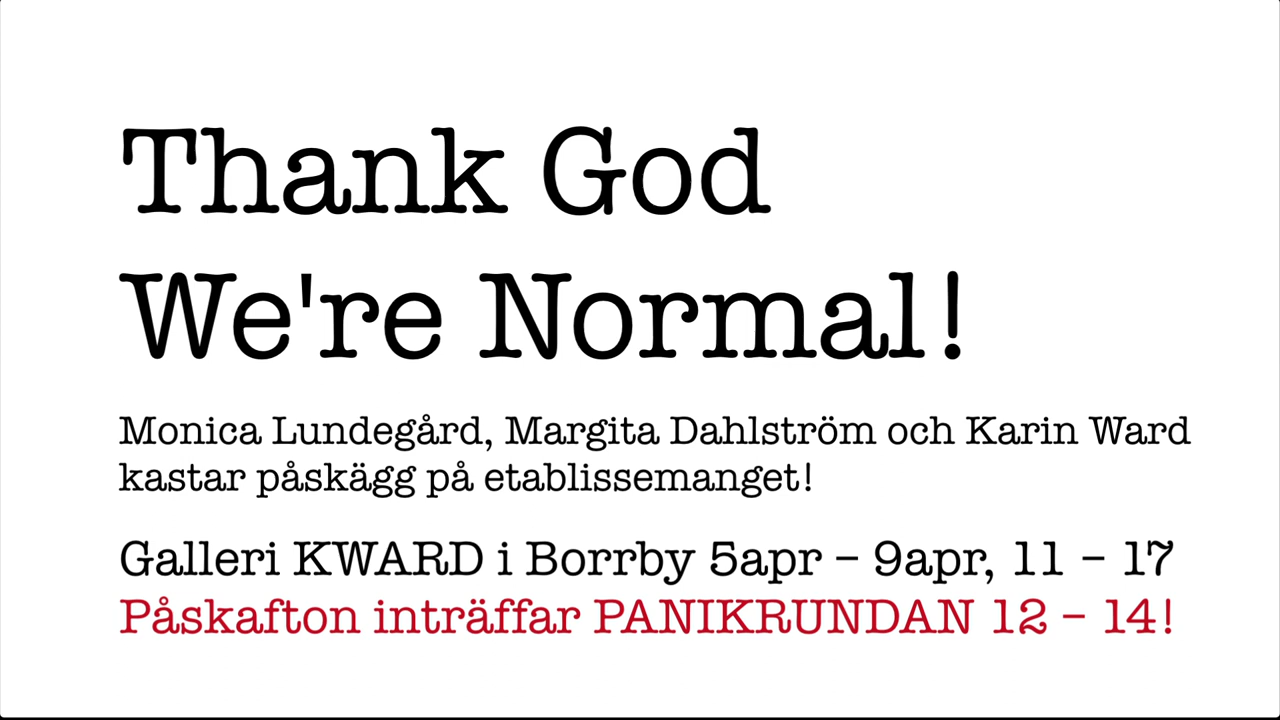 Thank God
We're Normal!
Monica Lundegård, Margita Dahlström och Karin Ward
kastar påskägg på etablissemanget!
Galleri KWARD i Borrby 5apr – 9apr, 11 – 17
Påskafton inträffar PANIKRUNDAN 12 – 14!